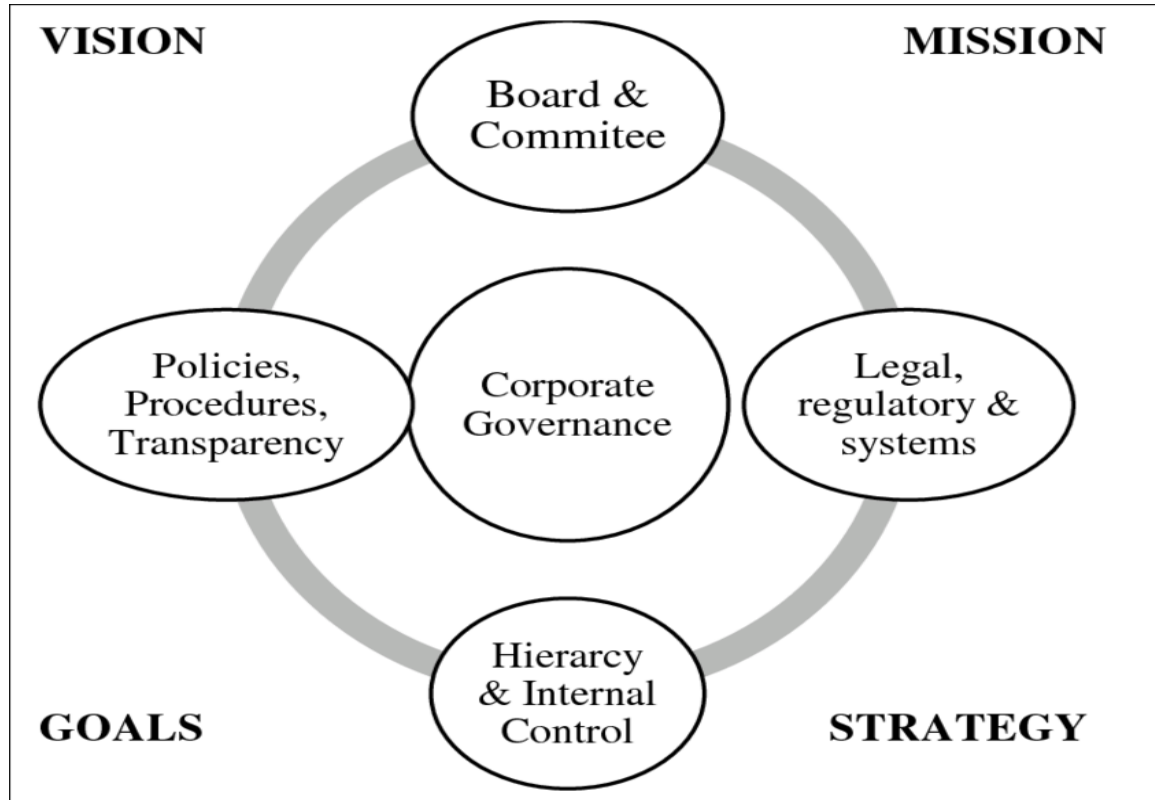 VISION
MISSION
Board &
Commitee
Policies,
Procedures,
Transparency
Corporate
Governance
Legal,
regulatory &
systems
Hierarcy
& Internal
Control
GOALS
STRATEGY